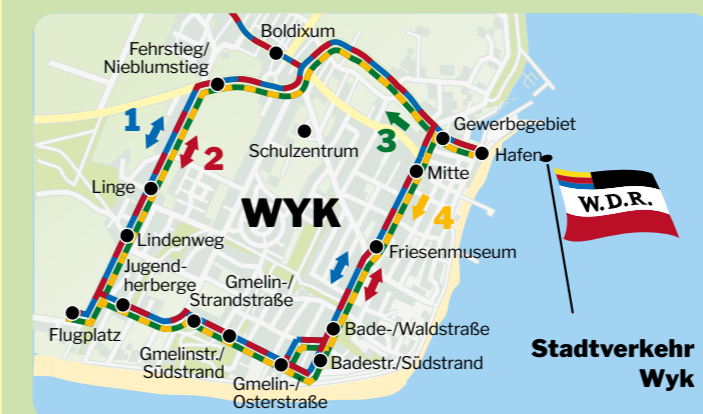 Boldixum
Fehrstieg/
Nieblumstieg
1
2
3
Gewerbegebiet
Schulzentrum
Hafen
Mitte
W.D.R.
Linge
WYK
4
Lindenweg
Friesenmuseum
Jugend-
herberge
Gmelin-/
Strandstraße
Flugplatz
Bade-/Waldstraße
Gmelinstr./
Südstrand
Badestr./Südstrand
Gmelin-/
Osterstraße
Stadtverkehr
Wyk